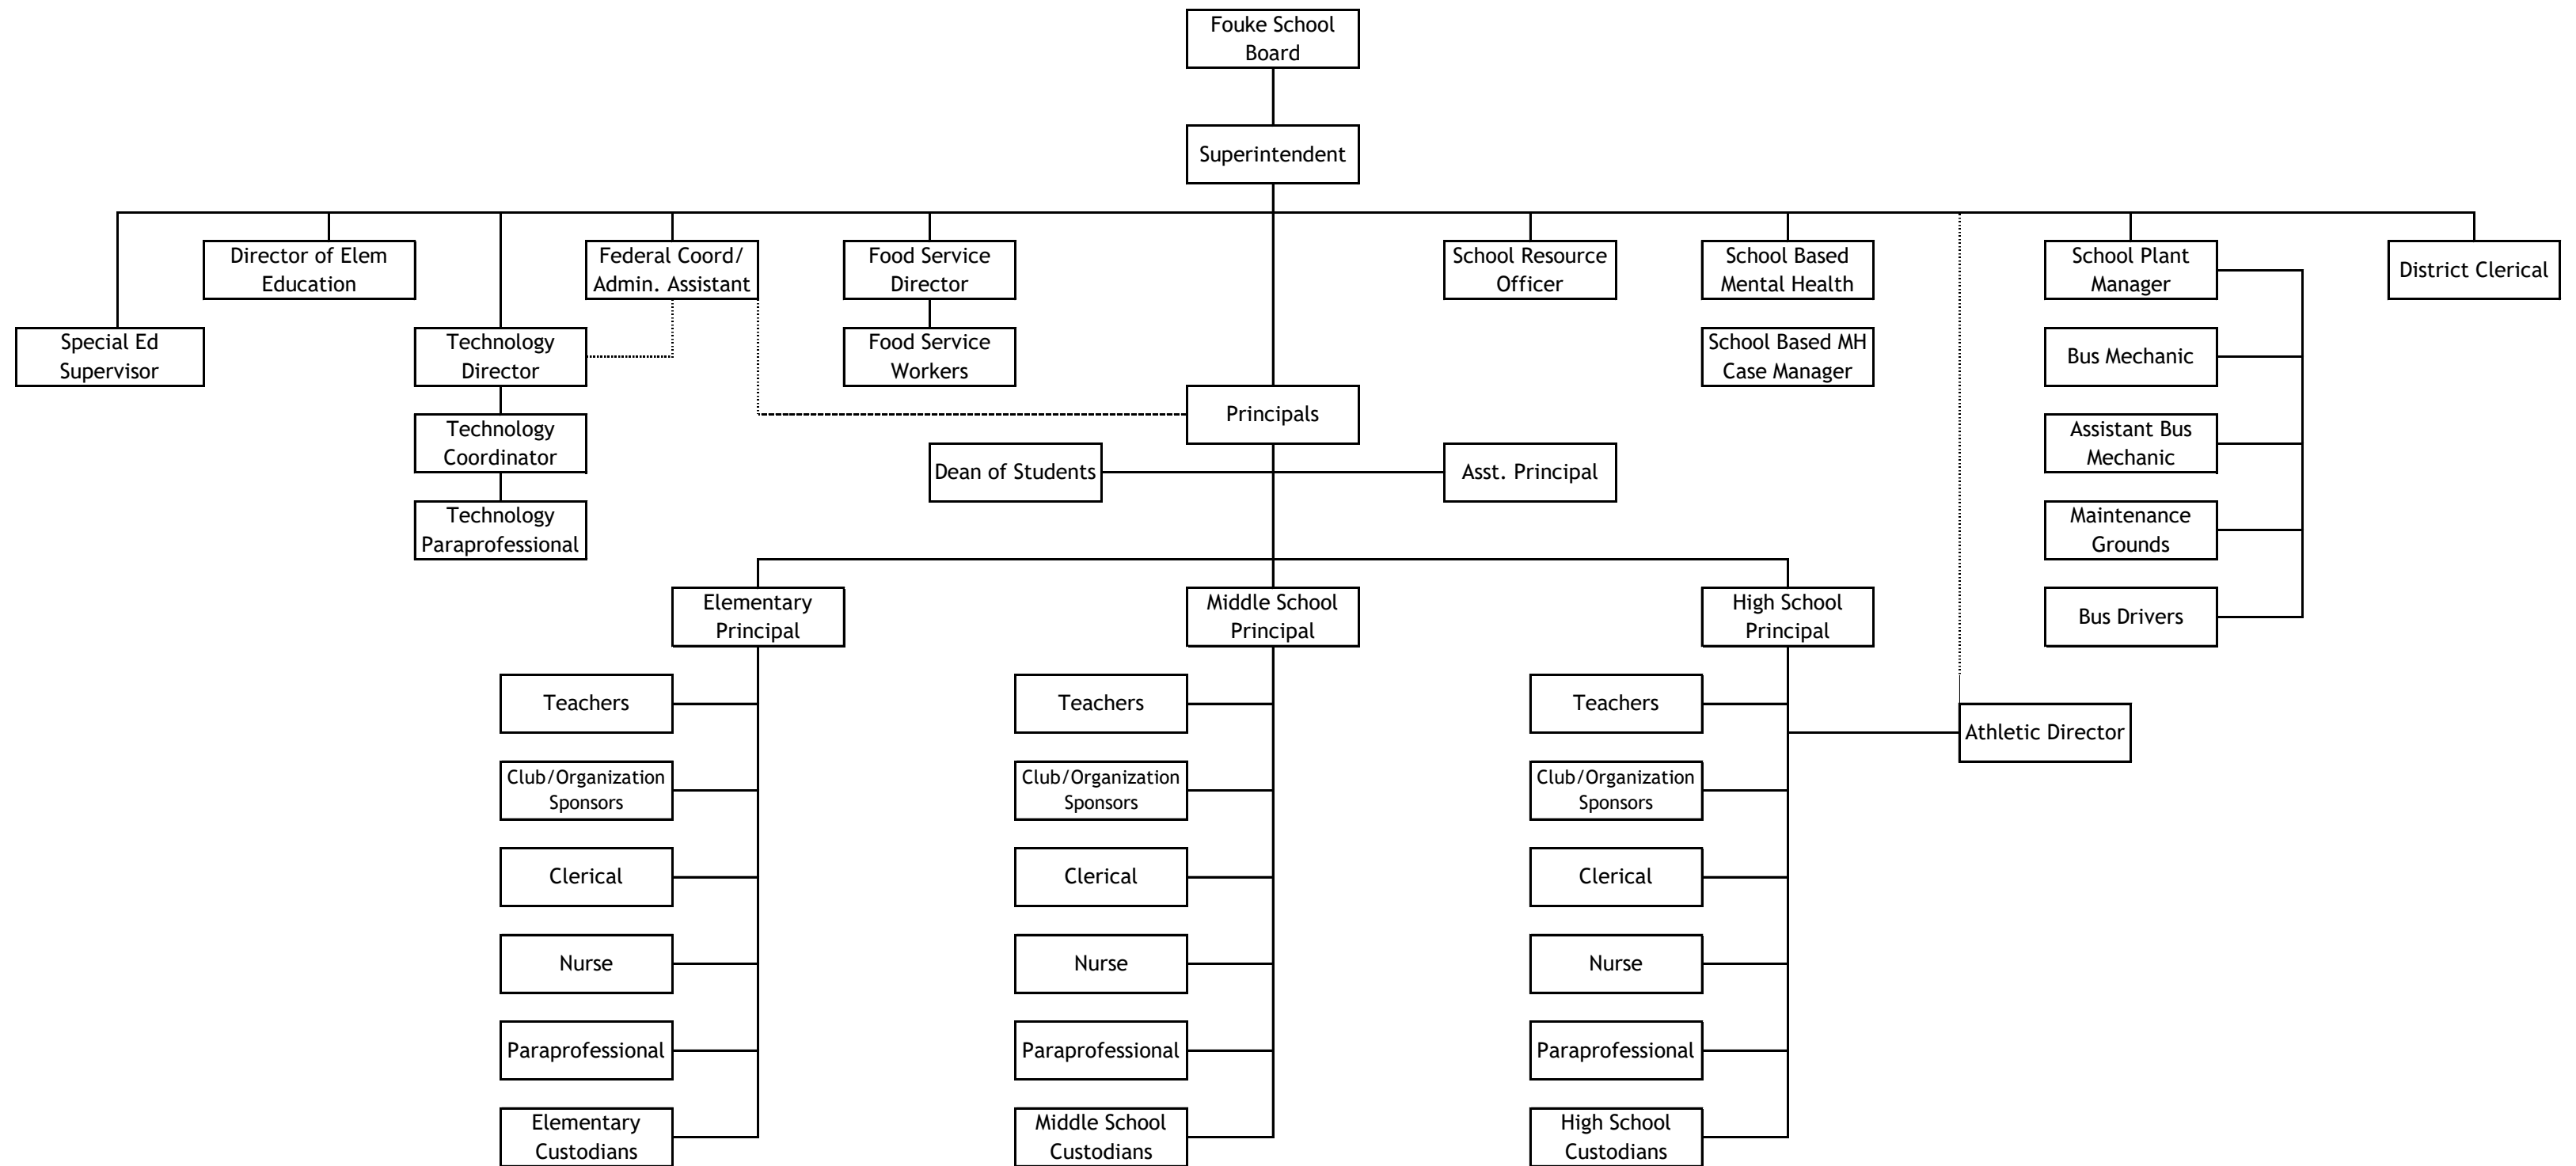 Fouke School
Board
Superintendent
Director of Elem
Education
Federal Coord/
Admin. Assistant
Food Service
Director
School Resource
Officer
School Based
Mental Health
School Plant
Manager
District Clerical
Special Ed
Supervisor
Technology
Director
Food Service
Workers
School Based MH
Case Manager
Bus Mechanic
Principals
Technology
Coordinator
Assistant Bus
Mechanic
Dean of Students
Asst. Principal
Technology
Paraprofessional
Maintenance
Grounds
Elementary
Principal
Middle School
Principal
High School
Principal
Bus Drivers
Teachers
Teachers
Teachers
Athletic Director
Club/Organization
Sponsors
Club/Organization
Sponsors
Club/Organization
Sponsors
Clerical
Clerical
Clerical
Nurse
Nurse
Nurse
Paraprofessional
Paraprofessional
Paraprofessional
Elementary
Custodians
Middle School
Custodians
High School
Custodians